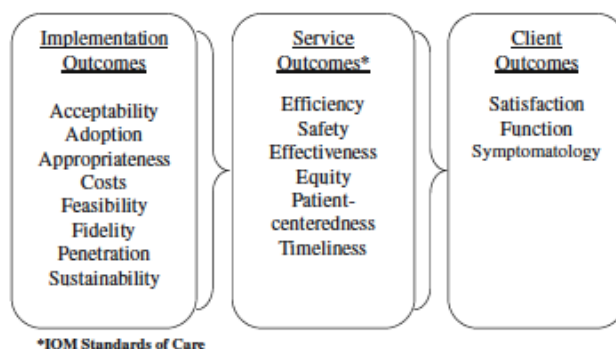 Implementation
Outcomes
Acceptability
Adoption
Appropriateness
Costs
Feasibility
Fidelity
Penetration
Sustainability
Service
Outcomes*
Efficiency
Safety
Effectiveness
Equity
Patient-
centeredness
Timeliness
Client
Outcomes
Satisfaction
Function
Symptomatology
*IOM Standards of Care